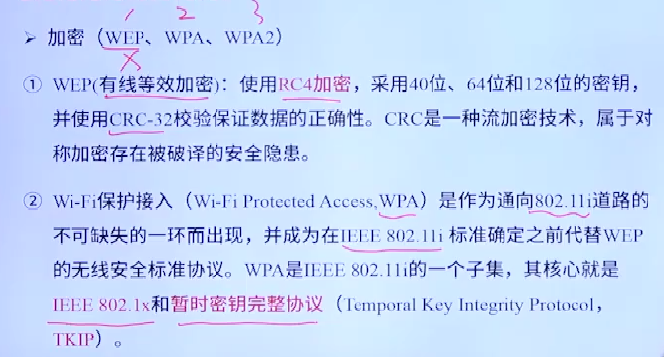 1 2 3
➤ 加密（WEP、WPA、WPA2）
① WEP(有线等效加密)：使用RC4加密，采用40位、64位和128位的密钥，
并使用CRC-32校验保证数据的正确性。CRC是一种流加密技术，属于对
称加密存在被破译的安全隐患。
② Wi-Fi保护接入（Wi-Fi Protected Access,WPA）是作为通向802.11i道路的
不可缺失的一环而出现，并成为在IEEE 802.11i 标准确定之前代替WEP
的无线安全标准协议。WPA是IEEE 802.11i的一个子集，其核心就是
IEEE 802.1x和暂时密钥完整协议（Temporal Key Integrity Protocol，
TKIP）。